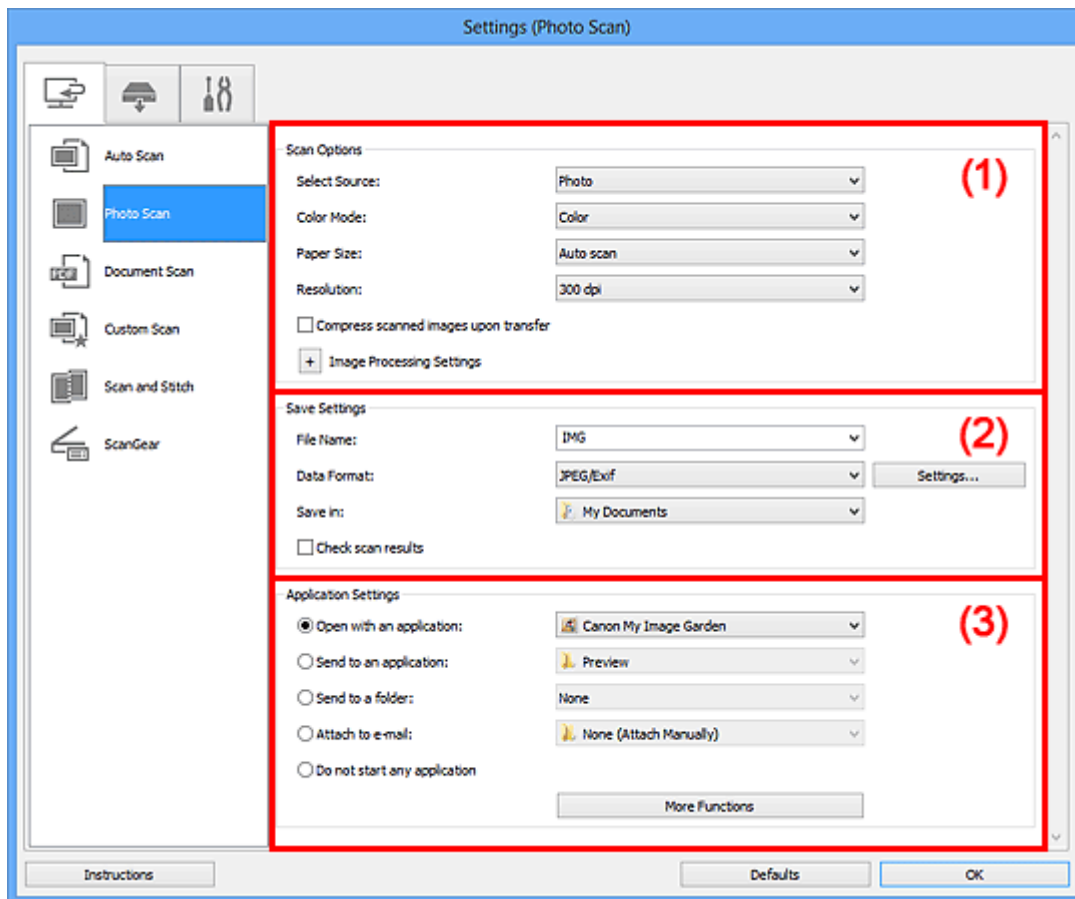 Settings (Photo Scan)
Auto Scan
Photo Scan
Document Scan
Custom Scan
Scan and Stitch
ScanGear
Scan Options
(1)
Select Source: Photo
Color Mode: Color
Paper Size: Auto scan
Resolution: 300 dpi
Compress scanned images upon transfer
+ Image Processing Settings
Save Settings
(2)
File Name: IMG
Data Format: JPEG/Exif Settings...
Save in: My Documents
Check scan results
Application Settings
(3)
Open with an application: Canon My Image Garden
Send to an application: Preview
Send to a folder: None
Attach to e-mail: None (Attach Manually)
Do not start any application
More Functions
Instructions Defaults OK